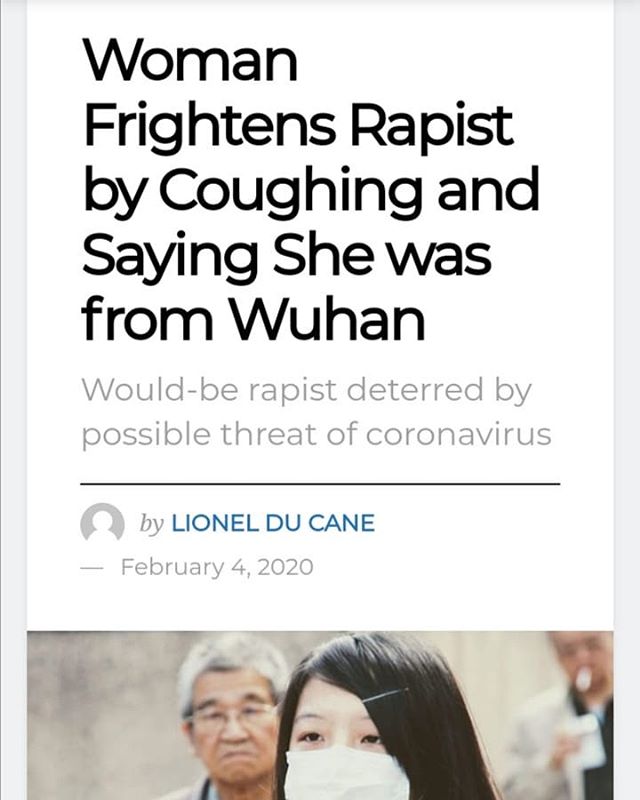 Woman
Frightens Rapist
by Coughing and
Saying She was
from Wuhan
Would-be rapist deterred by
possible threat of coronavirus
by LIONEL DU CANE
— February 4, 2020